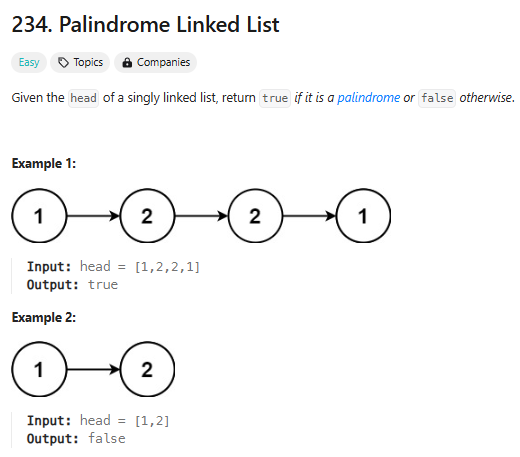 234. Palindrome Linked List
Easy Topics Companies
Given the head of a singly linked list, return true if it is a palindrome or false otherwise.
Example 1:
1 2 2 1
Input: head = [1,2,2,1]
Output: true
Example 2:
1 2
Input: head = [1,2]
Output: false